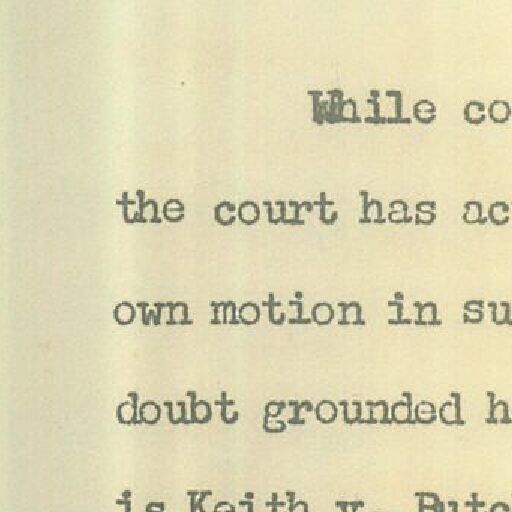 While co
the court has ac
own motion in su
doubt grounded h
is Keith v. Butc